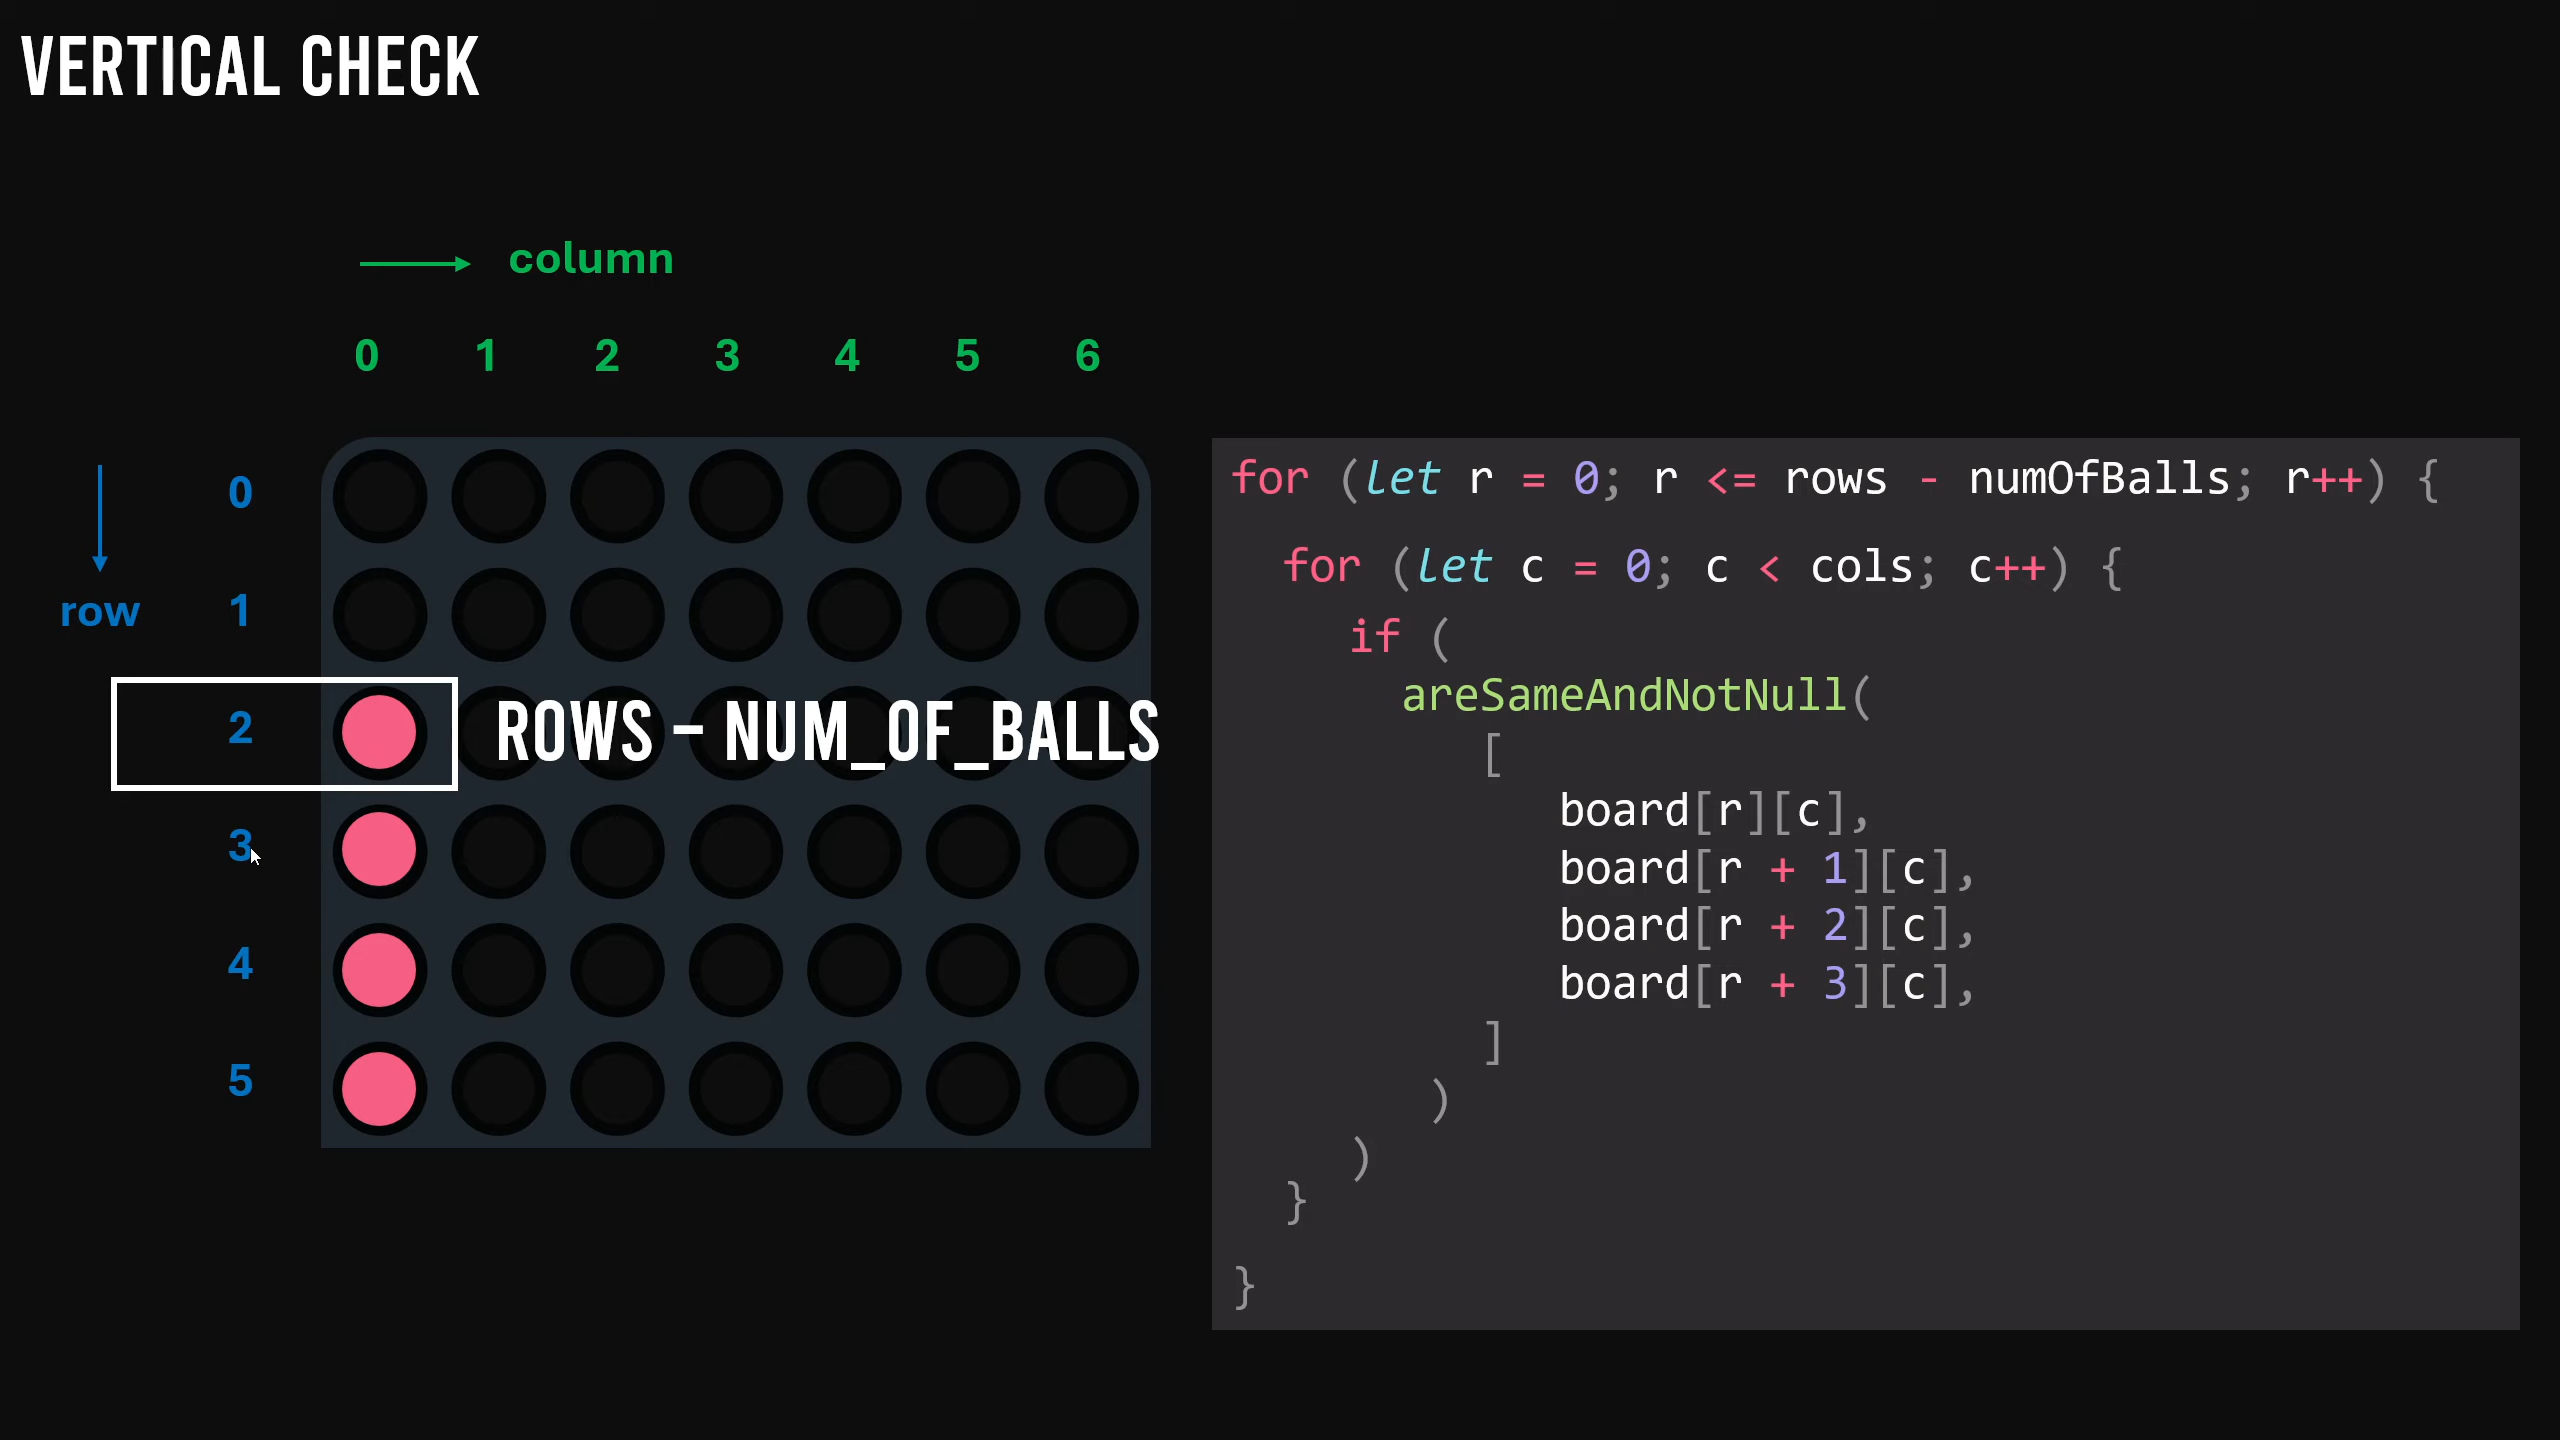 VERTICAL CHECK
column
0 1 2 3 4 5 6
0
row 1
2 ROWS - NUM_OF_BALLS
3
4
5
for (let r = 0; r <= rows - numOfBalls; r++) {
for (let c = 0; c < cols; c++) {
if (
areSameAndNotNull(
[
board[r][c],
board[r + 1][c],
board[r + 2][c],
board[r + 3][c],
]
)
)
}
}